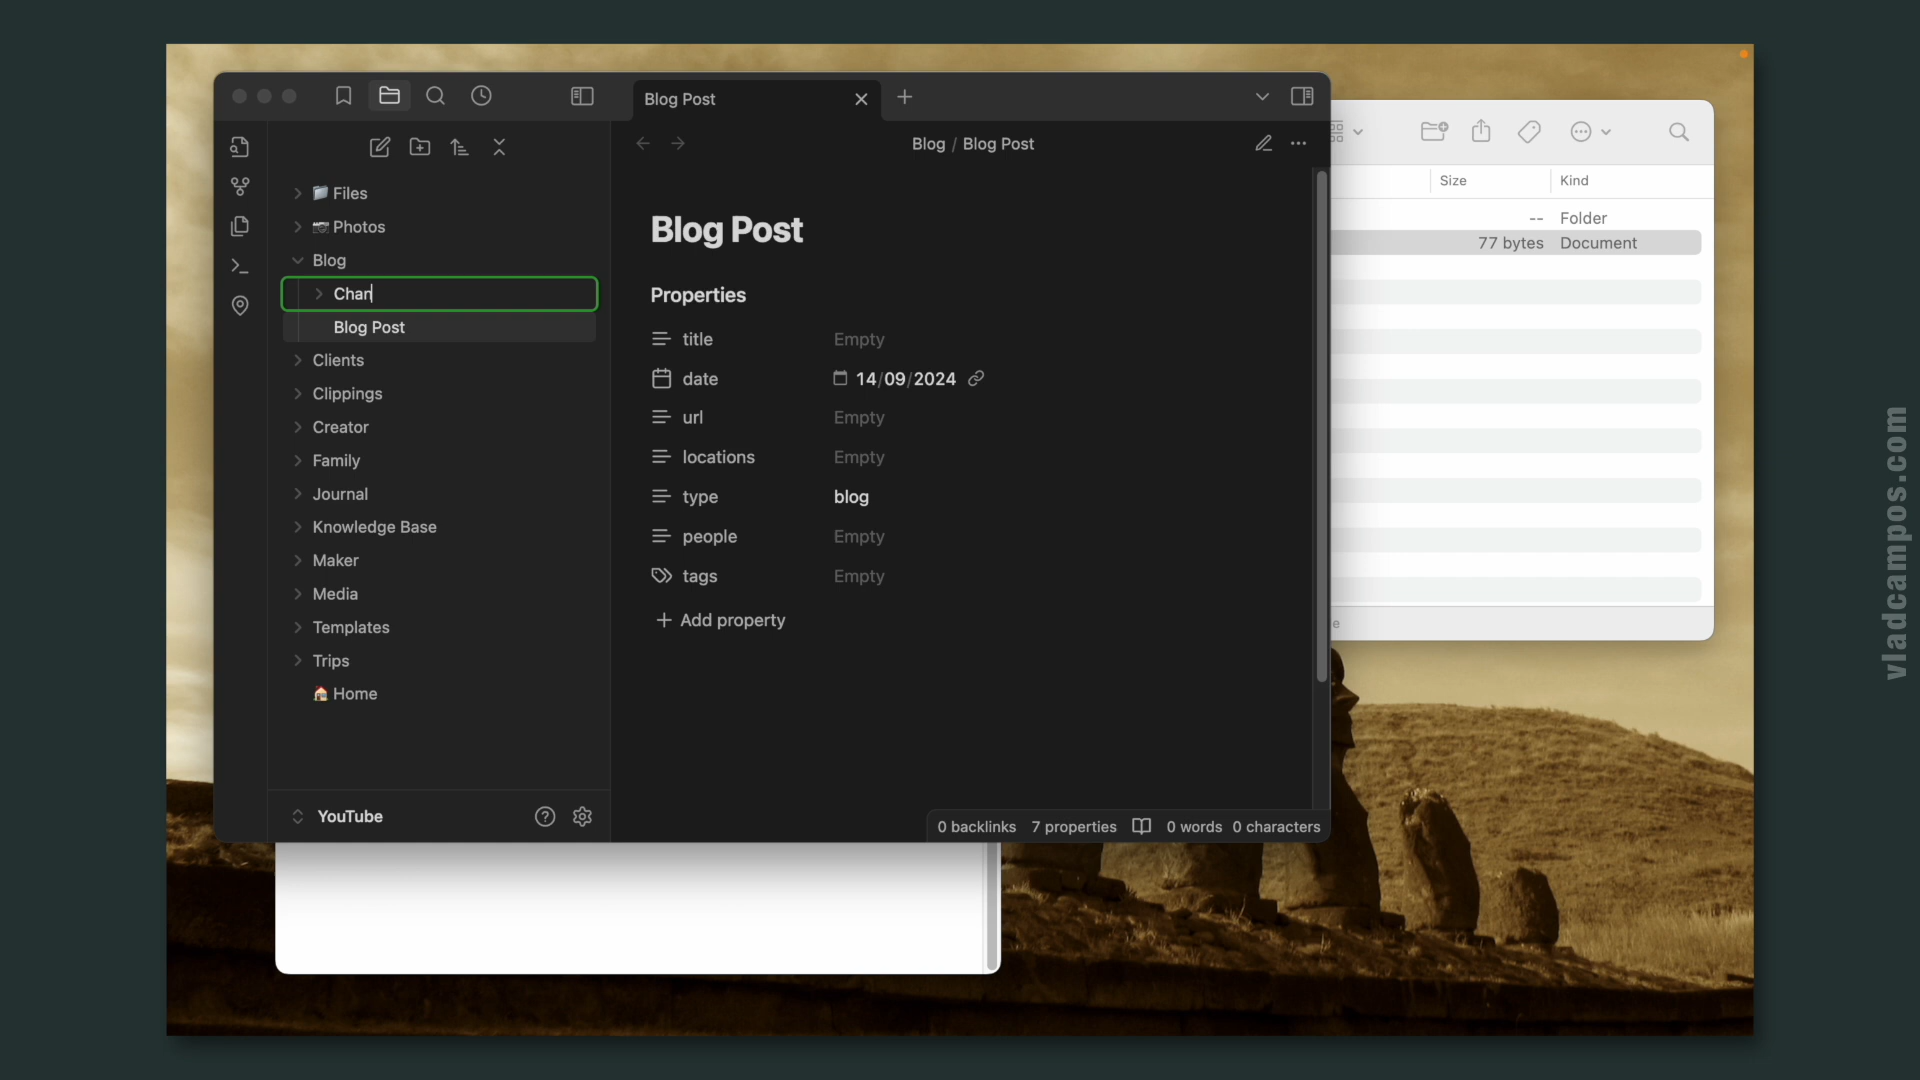 Blog Post
Blog / Blog Post
Files
Photos
Blog
Chan
Blog Post
Clients
Clippings
Creator
Family
Journal
Knowledge Base
Maker
Media
Templates
Trips
Home
YouTube
Blog Post
Properties
title Empty
date 14/09/2024
url Empty
locations Empty
type blog
people Empty
tags Empty
Add property
0 backlinks 7 properties 0 words 0 characters
Size Kind
-- Folder
77 bytes Document
e
vladcampos.com